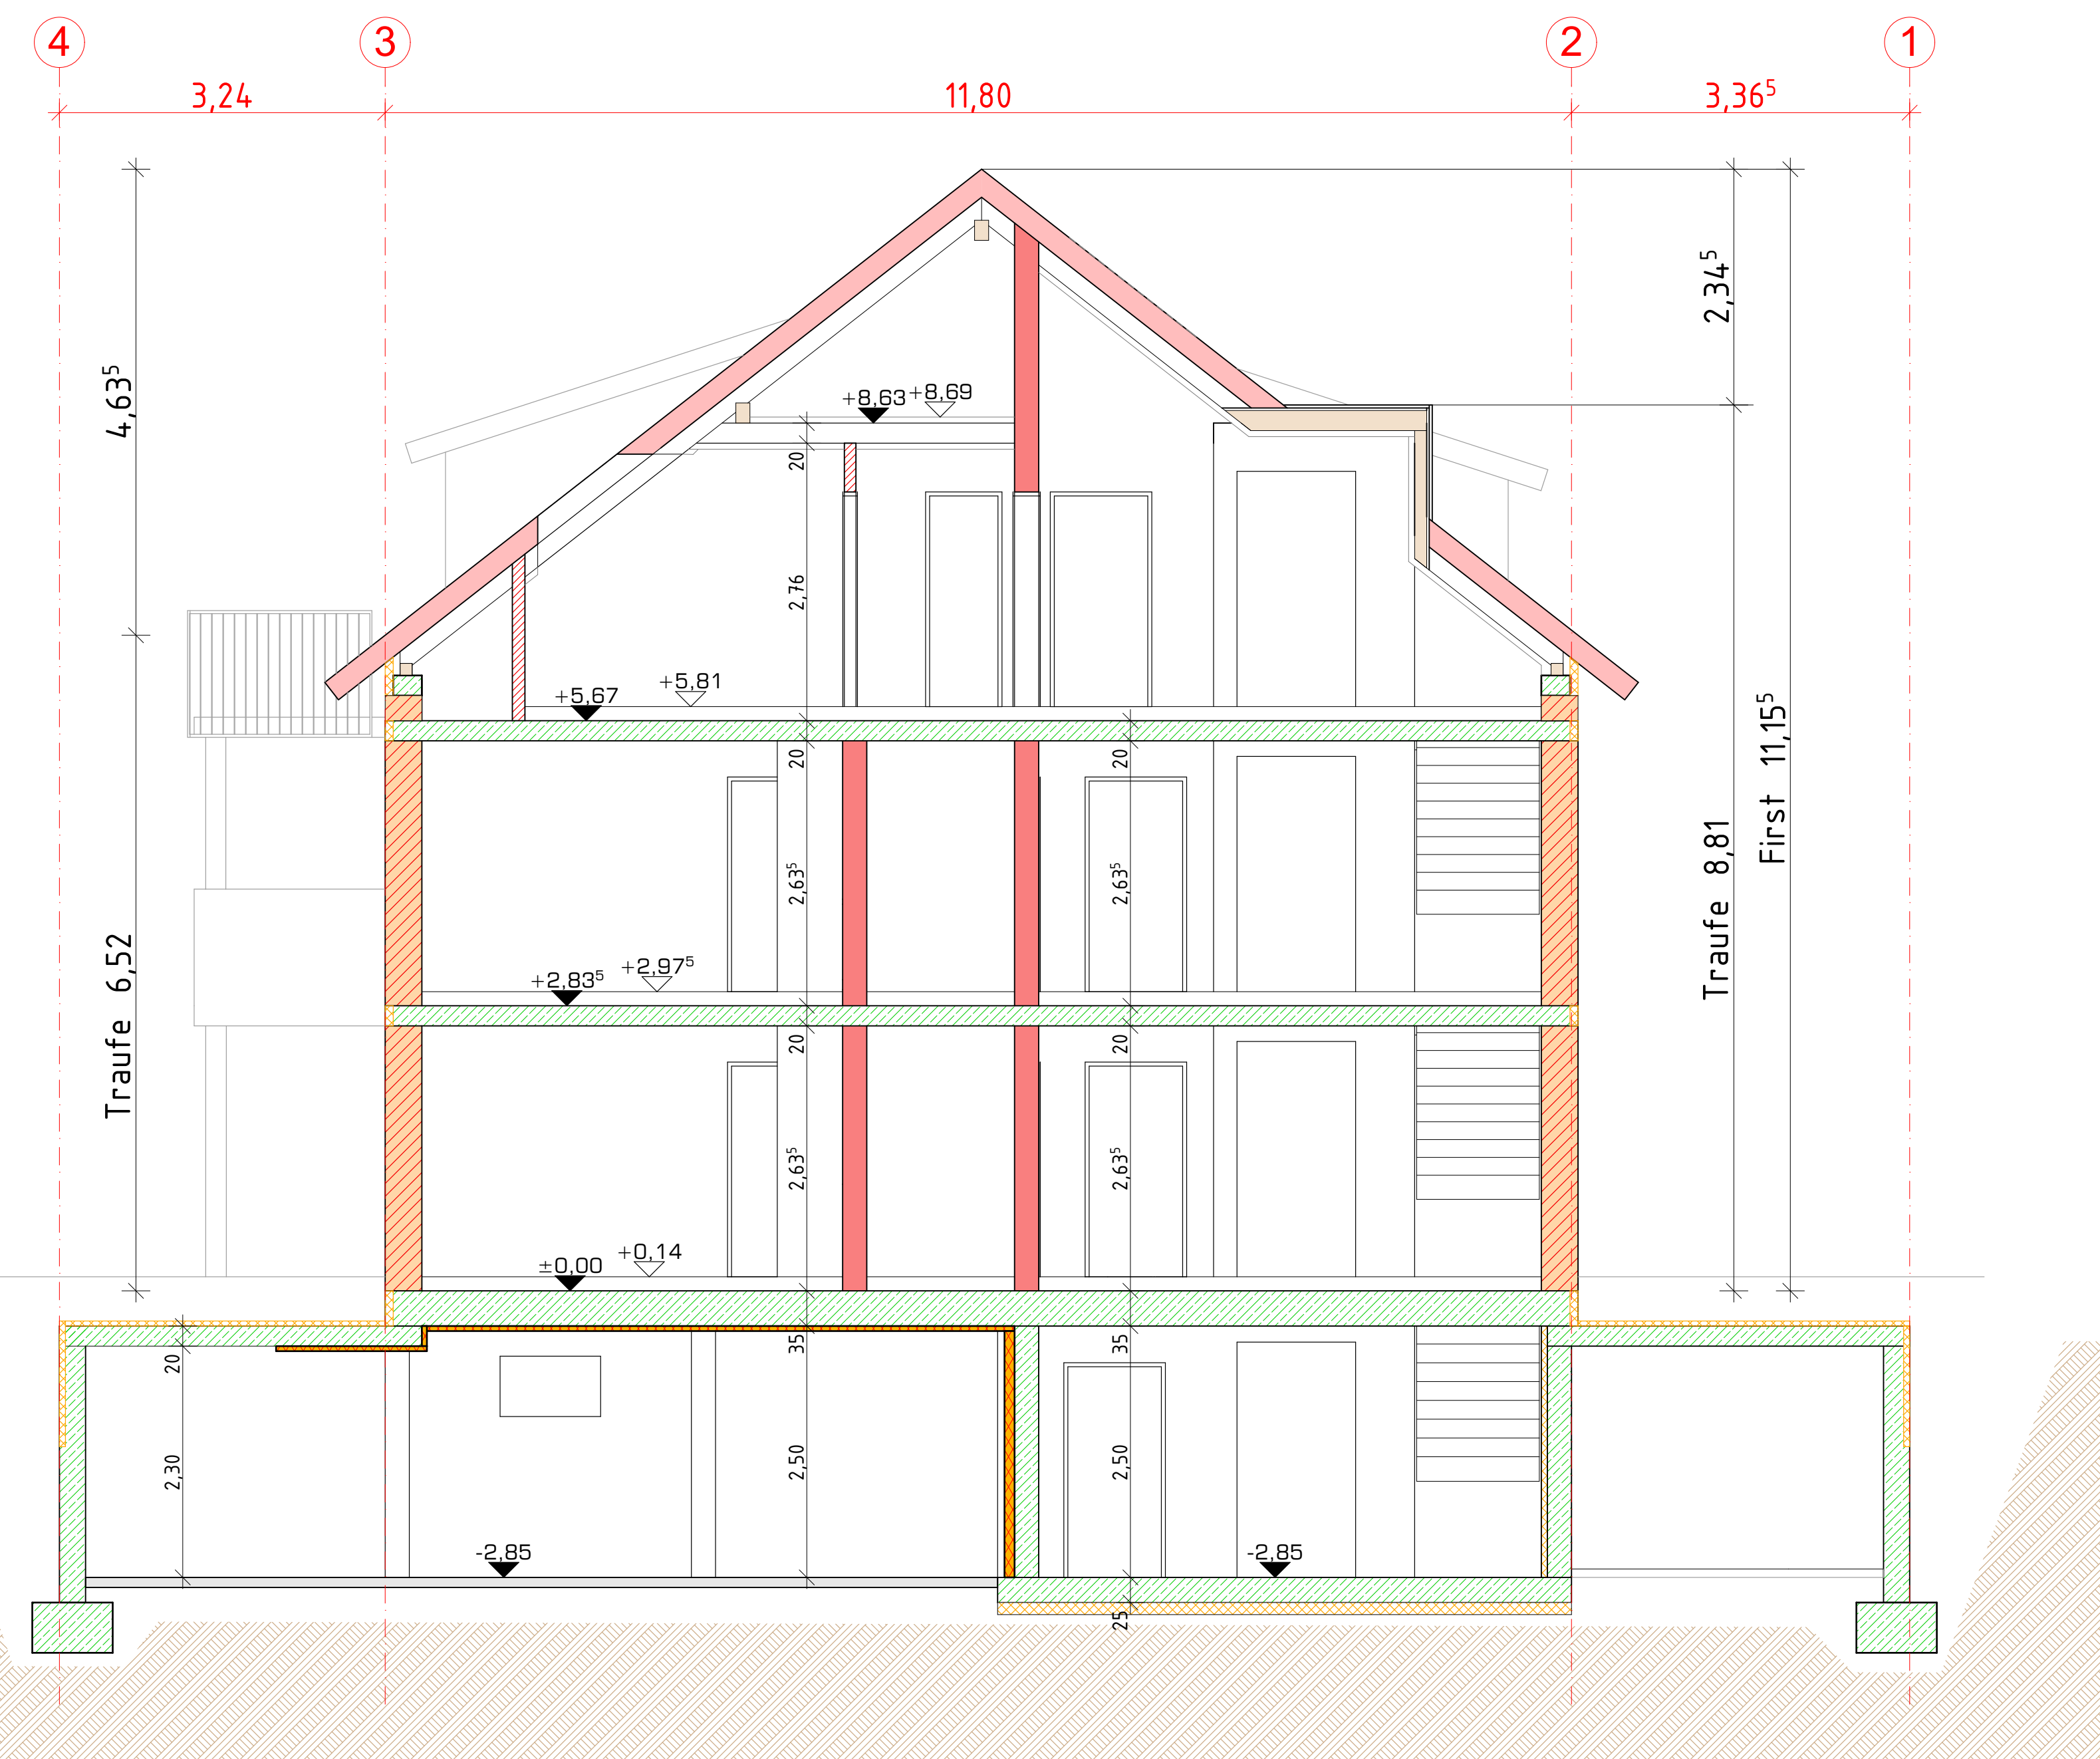 4 3 2 1
3,24 11,80 3,36⁵
2,34⁵
4,63⁵
+8,63 +8,69
20
2,76
+5,67 +5,81
First 11,15⁵
20 20
Traufe 8,81
2,63⁵ 2,63⁵
Traufe 6,52
+2,83⁵ +2,97⁵
20 20
2,63⁵ 2,63⁵
±0,00 +0,14
20 35 35
2,30 2,50 2,50
-2,85 -2,85
25